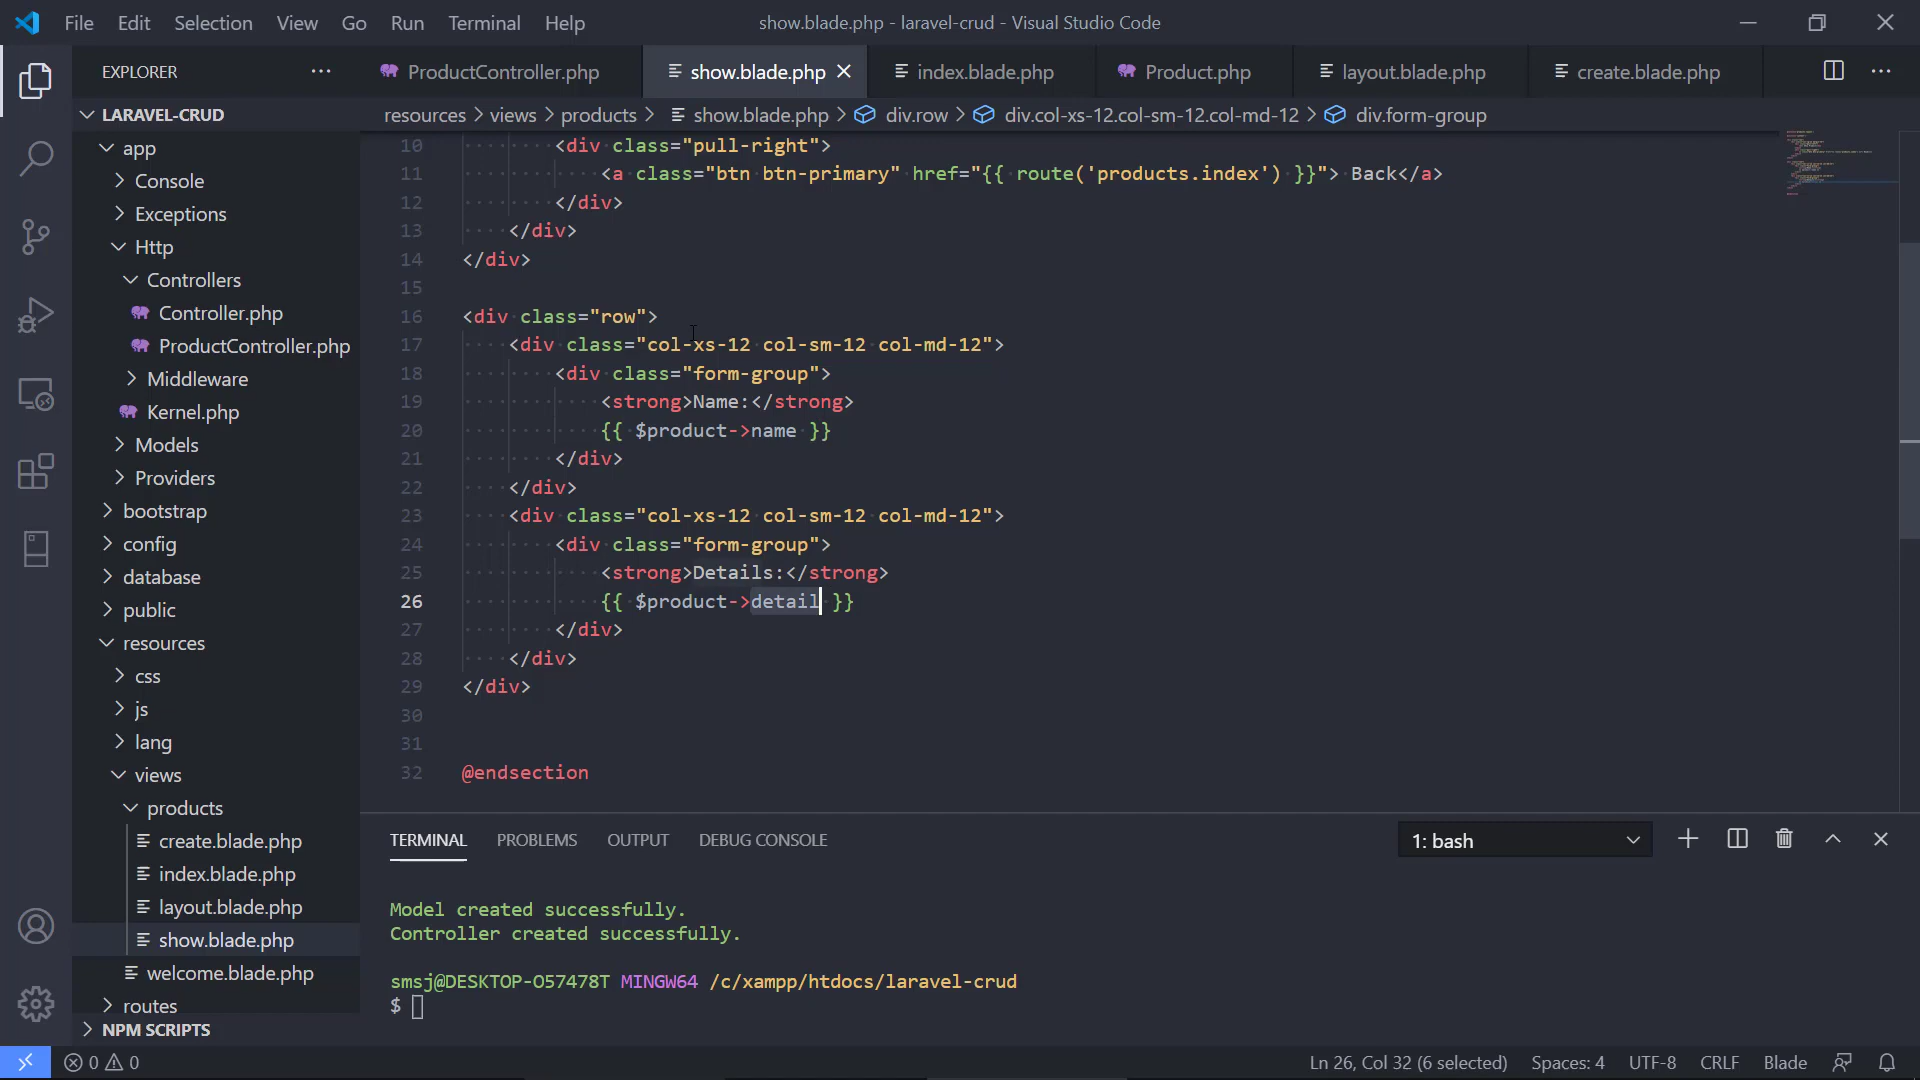 File Edit Selection View Go Run Terminal Help show.blade.php - laravel-crud - Visual Studio Code
EXPLORER ProductController.php show.blade.php index.blade.php Product.php layout.blade.php create.blade.php
LARAVEL-CRUD resources > views > products > show.blade.php > div.row > div.col-xs-12.col-sm-12.col-md-12 > div.form-group
app
Console
Exceptions
Http
Controllers
Controller.php
ProductController.php
Middleware
Kernel.php
Models
Providers
bootstrap
config
database
public
resources
css
js
lang
views
products
create.blade.php
index.blade.php
layout.blade.php
show.blade.php
welcome.blade.php
routes
NPM SCRIPTS
10 <div class="pull-right">
11 <a class="btn btn-primary" href="{{ route('products.index') }}"> Back</a>
12 </div>
13 </div>
14 </div>
15
16 <div class="row">
17 <div class="col-xs-12 col-sm-12 col-md-12">
18 <div class="form-group">
19 <strong>Name:</strong>
20 {{ $product->name }}
21 </div>
22 </div>
23 <div class="col-xs-12 col-sm-12 col-md-12">
24 <div class="form-group">
25 <strong>Details:</strong>
26 {{ $product->detail }}
27 </div>
28 </div>
29 </div>
30
31
32 @endsection
TERMINAL PROBLEMS OUTPUT DEBUG CONSOLE 1: bash
Model created successfully.
Controller created successfully.
smsj@DESKTOP-O57478T MINGW64 /c/xampp/htdocs/laravel-crud
$
0 0 Ln 26, Col 32 (6 selected) Spaces: 4 UTF-8 CRLF Blade